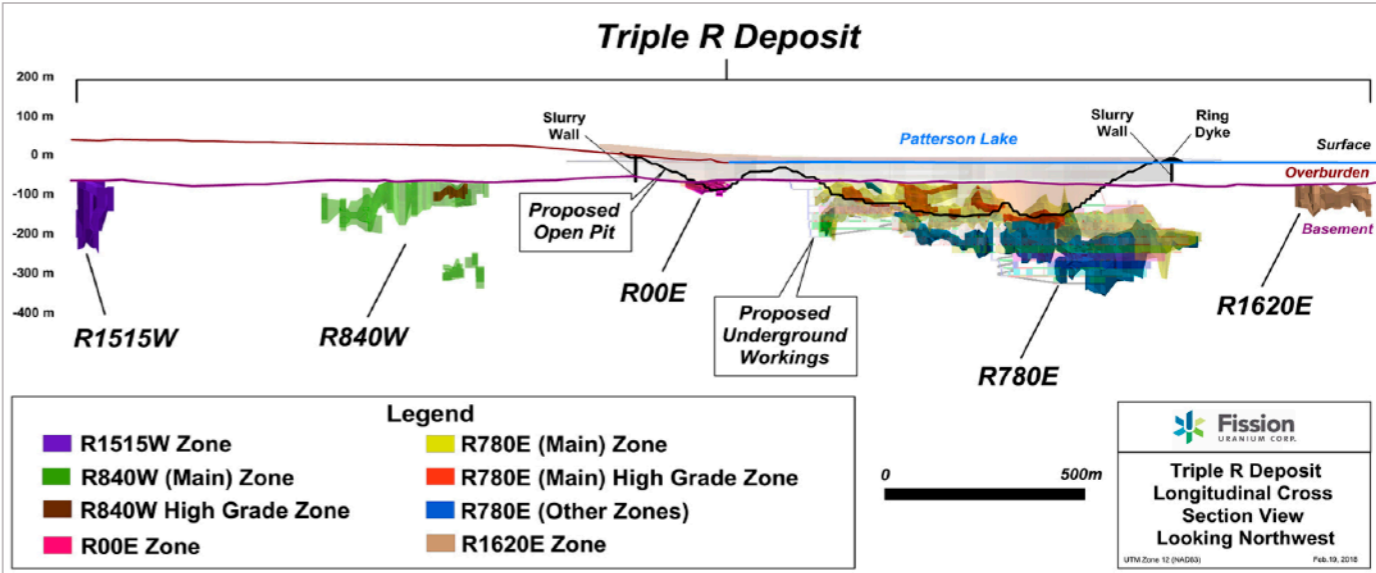 Triple R Deposit
200 m
100 m
0 m
-100 m
-200 m
-300 m
-400 m
Slurry
Wall
Patterson Lake
Slurry
Wall
Ring
Dyke
Surface
Overburden
Basement
Proposed
Open Pit
R1515W
R840W
R00E
Proposed
Underground
Workings
R780E
R1620E
Legend
R1515W Zone
R840W (Main) Zone
R840W High Grade Zone
R00E Zone
R780E (Main) Zone
R780E (Main) High Grade Zone
R780E (Other Zones)
R1620E Zone
0
500m
Fission
URANIUM CORP.
Triple R Deposit
Longitudinal Cross
Section View
Looking Northwest
UTM Zone 12 (NAD83)
Feb.19, 2018